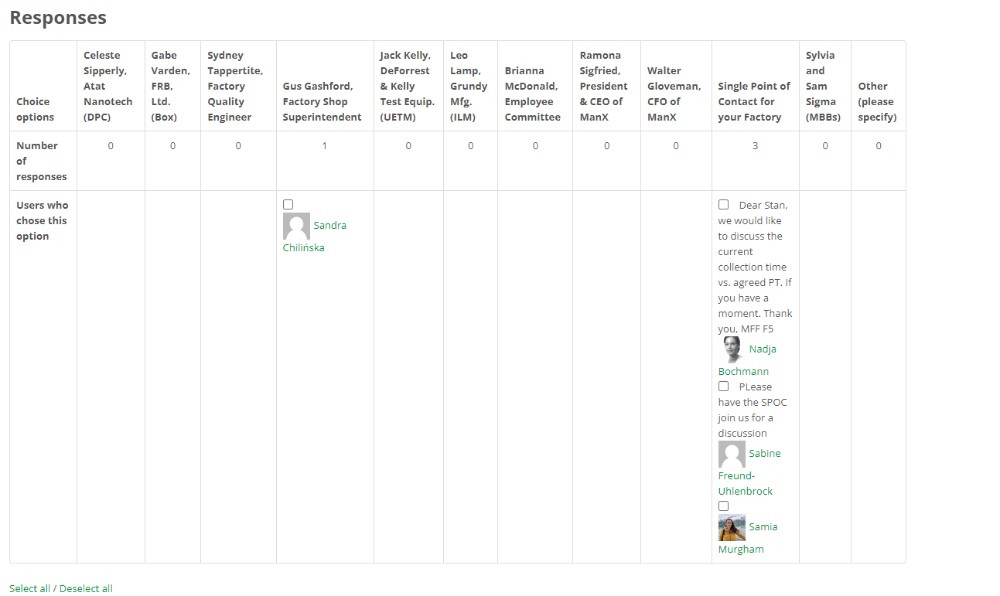 Responses
Choice
options
Celeste
Sipperly,
Atat
Nanotech
(DPC)
Gabe
Varden,
FRB,
Ltd.
(Box)
Sydney
Tappertite,
Factory
Quality
Engineer
Gus Gashford,
Factory Shop
Superintendent
Jack Kelly,
DeForrest
& Kelly
Test Equip.
(UETM)
Leo
Lamp,
Grundy
Mfg.
(ILM)
Brianna
McDonald,
Employee
Committee
Ramona
Sigfried,
President
& CEO of
ManX
Walter
Gloveman,
CFO of
ManX
Single Point of
Contact for
your Factory
Sylvia
and
Sam
Sigma
(MBBs)
Other
(please
specify)
Number
of
responses
0
0
0
1
0
0
0
0
0
3
0
0
Users who
chose this
option
Sandra
Chilińska
Dear Stan,
we would like
to discuss the
current
collection time
vs. agreed PT. If
you have a
moment. Thank
you, MFF F5
Nadja
Bochmann
PLease
have the SPOC
join us for a
discussion
Sabine
Freund-
Uhlenbrock
Samia
Murgham
Select all / Deselect all